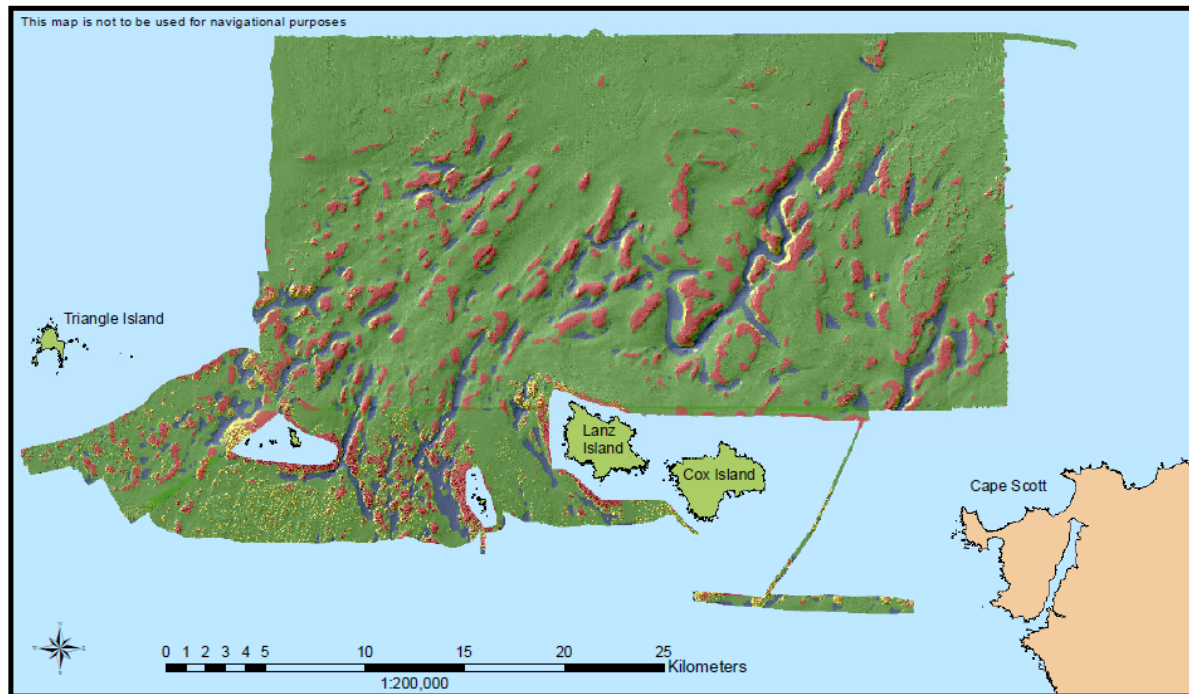 This map is not to be used for navigational purposes
Triangle Island
Lanz
Island
Cox Island
Cape Scott
0 1 2 3 4 5 10 15 20 25
Kilometers
1:200,000